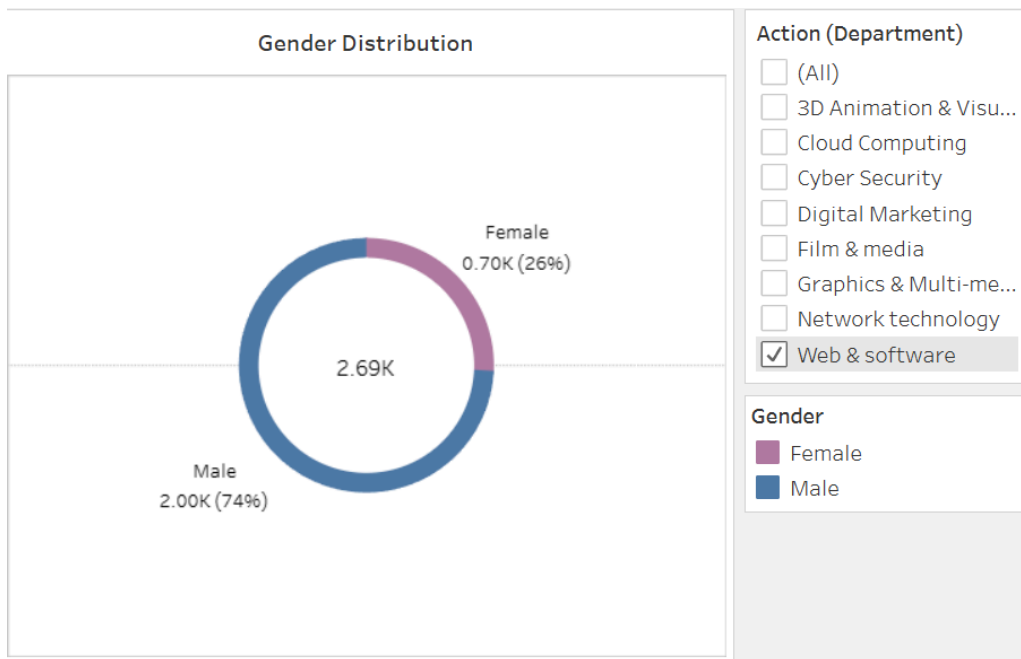 Gender Distribution
Female
0.70K (26%)
2.69K
Male
2.00K (74%)
Action (Department)
(All)
3D Animation & Visu...
Cloud Computing
Cyber Security
Digital Marketing
Film & media
Graphics & Multi-me...
Network technology
Web & software
Gender
Female
Male